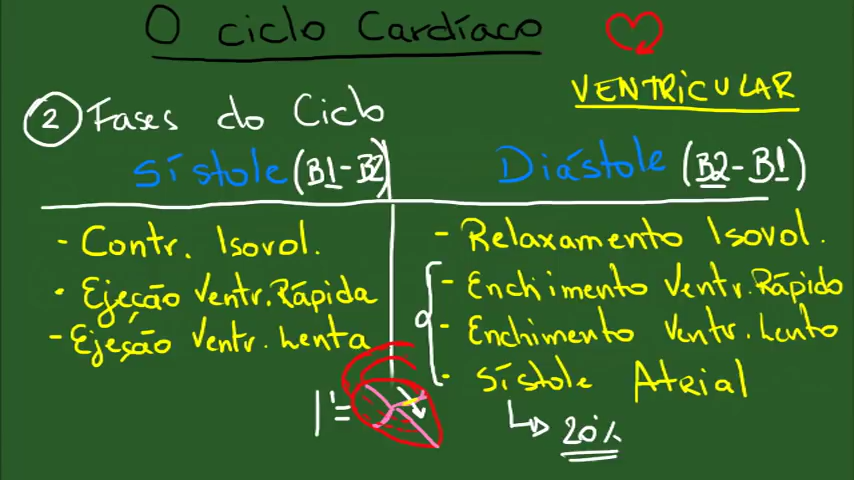 O ciclo Cardíaco
VENTRICULAR
2 Fases do Ciclo
Sístole (B1-B2)
Diástole (B2-B1)
- Contr. Isovol.
- Ejeção Ventr. Rápida
- Ejeção Ventr. Lenta
- Relaxamento Isovol.
- Enchimento Ventr. Rápido
- Enchimento Ventr. Lento
- Sístole Atrial
20%